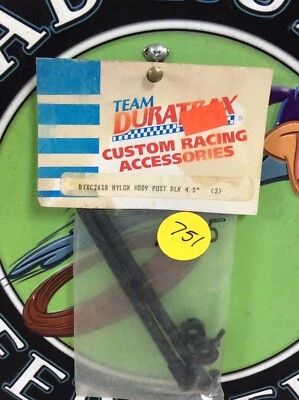 TEAM
DURATRAX
CUSTOM RACING
ACCESSORIES
DTXC2618 NYLON BODY POST BLK 4.5" (2)
751